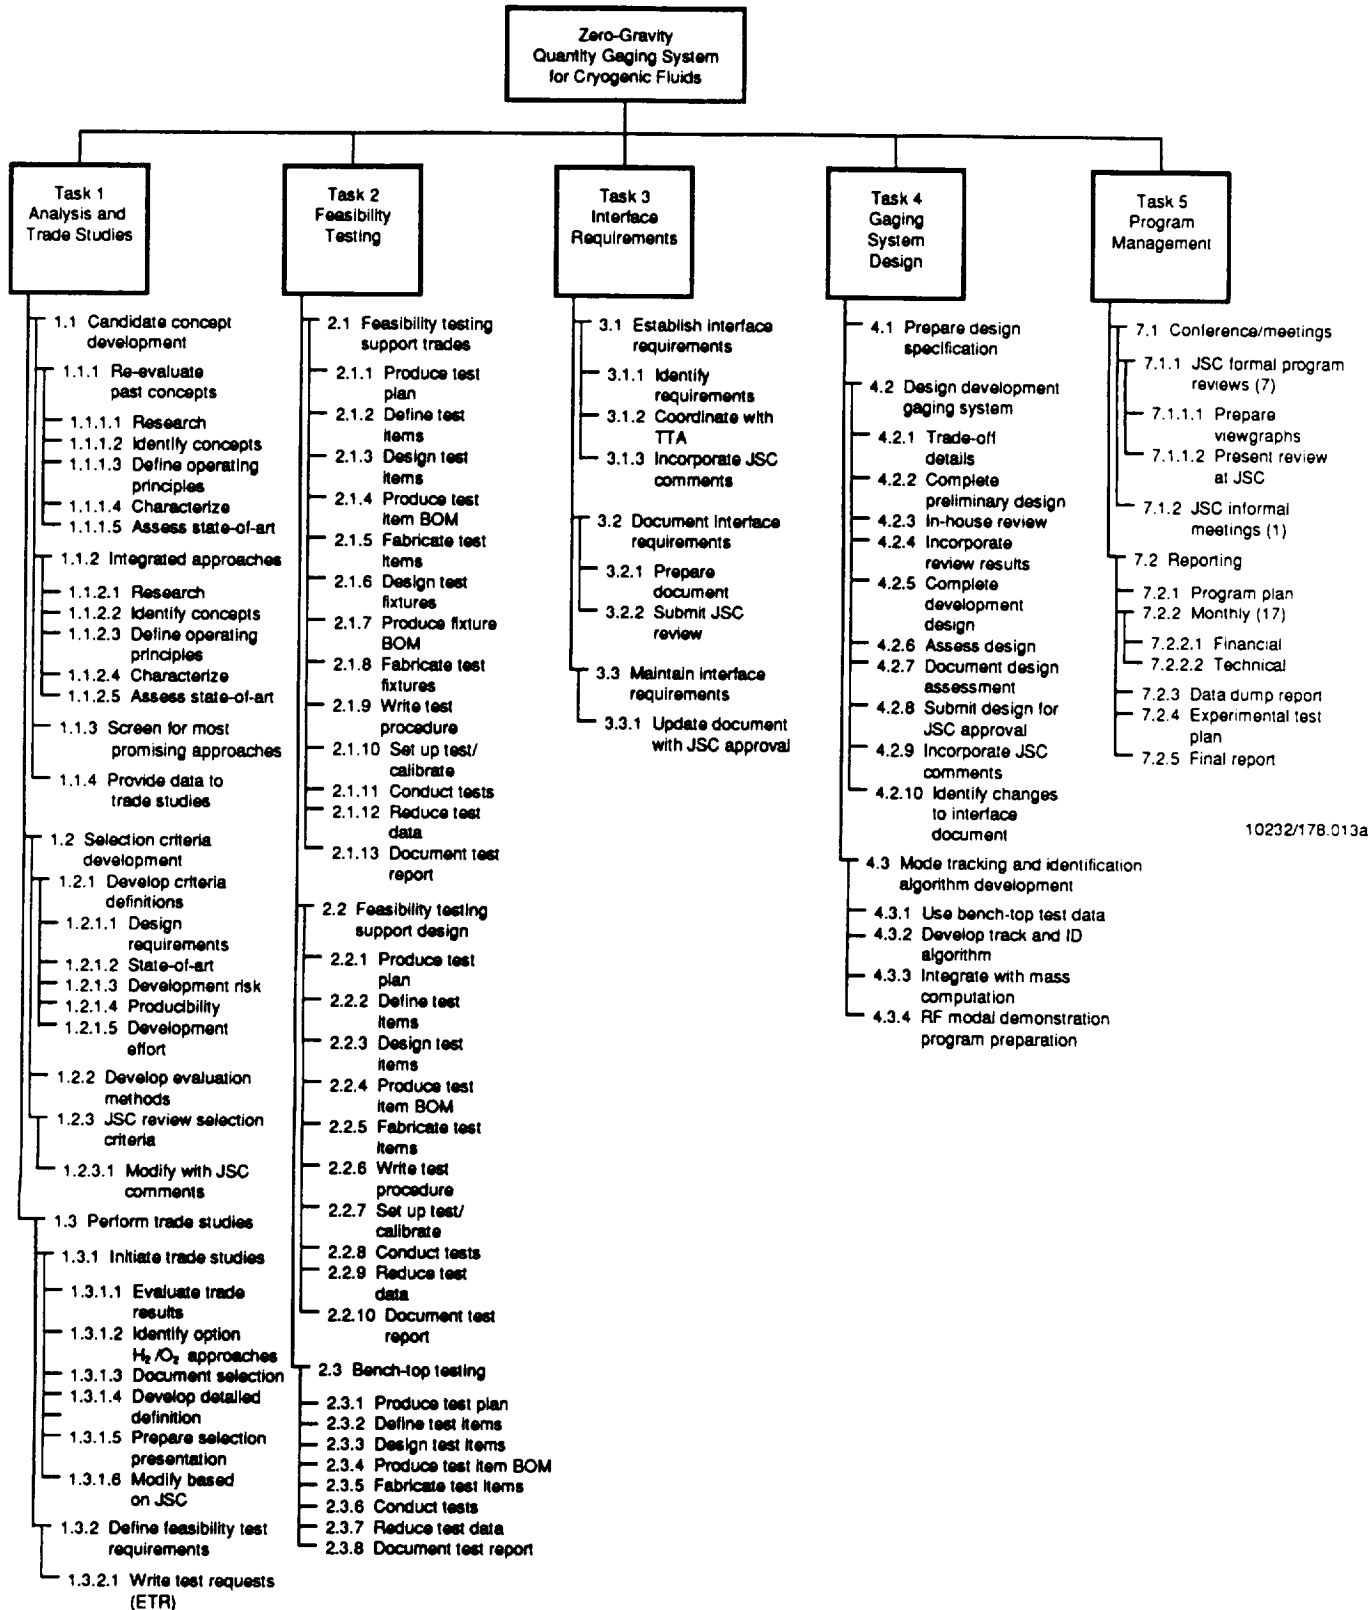 Zero-Gravity
Quantity Gaging System
for Cryogenic Fluids
Task 1
Analysis and
Trade Studies
1.1 Candidate concept
development
1.1.1 Re-evaluate
past concepts
1.1.1.1 Research
1.1.1.2 Identify concepts
1.1.1.3 Define operating
principles
1.1.1.4 Characterize
1.1.1.5 Assess state-of-art
1.1.2 Integrated approaches
1.1.2.1 Research
1.1.2.2 Identify concepts
1.1.2.3 Define operating
principles
1.1.2.4 Characterize
1.1.2.5 Assess state-of-art
1.1.3 Screen for most
promising approaches
1.1.4 Provide data to
trade studies
1.2 Selection criteria
development
1.2.1 Develop criteria
definitions
1.2.1.1 Design
requirements
1.2.1.2 State-of-art
1.2.1.3 Development risk
1.2.1.4 Producibility
1.2.1.5 Development
effort
1.2.2 Develop evaluation
methods
1.2.3 JSC review selection
criteria
1.2.3.1 Modify with JSC
comments
1.3 Perform trade studies
1.3.1 Initiate trade studies
1.3.1.1 Evaluate trade
results
1.3.1.2 Identify option
H₂/O₂ approaches
1.3.1.3 Document selection
1.3.1.4 Develop detailed
definition
1.3.1.5 Prepare selection
presentation
1.3.1.6 Modify based
on JSC
1.3.2 Define feasibility test
requirements
1.3.2.1 Write test requests
(ETR)
Task 2
Feasibility
Testing
2.1 Feasibility testing
support trades
2.1.1 Produce test
plan
2.1.2 Define test
items
2.1.3 Design test
items
2.1.4 Produce test
item BOM
2.1.5 Fabricate test
items
2.1.6 Design test
fixtures
2.1.7 Produce fixture
BOM
2.1.8 Fabricate test
fixtures
2.1.9 Write test
procedure
2.1.10 Set up test/
calibrate
2.1.11 Conduct tests
2.1.12 Reduce test
data
2.1.13 Document test
report
2.2 Feasibility testing
support design
2.2.1 Produce test
plan
2.2.2 Define test
items
2.2.3 Design test
items
2.2.4 Produce test
item BOM
2.2.5 Fabricate test
items
2.2.6 Write test
procedure
2.2.7 Set up test/
calibrate
2.2.8 Conduct tests
2.2.9 Reduce test
data
2.2.10 Document test
report
2.3 Bench-top testing
2.3.1 Produce test plan
2.3.2 Define test items
2.3.3 Design test items
2.3.4 Produce test item BOM
2.3.5 Fabricate test items
2.3.6 Conduct tests
2.3.7 Reduce test data
2.3.8 Document test report
Task 3
Interface
Requirements
3.1 Establish interface
requirements
3.1.1 Identify
requirements
3.1.2 Coordinate with
TTA
3.1.3 Incorporate JSC
comments
3.2 Document interface
requirements
3.2.1 Prepare
document
3.2.2 Submit JSC
review
3.3 Maintain interface
requirements
3.3.1 Update document
with JSC approval
Task 4
Gaging
System
Design
4.1 Prepare design
specification
4.2 Design development
gaging system
4.2.1 Trade-off
details
4.2.2 Complete
preliminary design
4.2.3 In-house review
4.2.4 Incorporate
review results
4.2.5 Complete
development
design
4.2.6 Assess design
4.2.7 Document design
assessment
4.2.8 Submit design for
JSC approval
4.2.9 Incorporate JSC
comments
4.2.10 Identify changes
to interface
document
4.3 Mode tracking and identification
algorithm development
4.3.1 Use bench-top test data
4.3.2 Develop track and ID
algorithm
4.3.3 Integrate with mass
computation
4.3.4 RF modal demonstration
program preparation
Task 5
Program
Management
7.1 Conference/meetings
7.1.1 JSC formal program
reviews (7)
7.1.1.1 Prepare
viewgraphs
7.1.1.2 Present review
at JSC
7.1.2 JSC informal
meetings (1)
7.2 Reporting
7.2.1 Program plan
7.2.2 Monthly (17)
7.2.2.1 Financial
7.2.2.2 Technical
7.2.3 Data dump report
7.2.4 Experimental test
plan
7.2.5 Final report
10232/178.013a